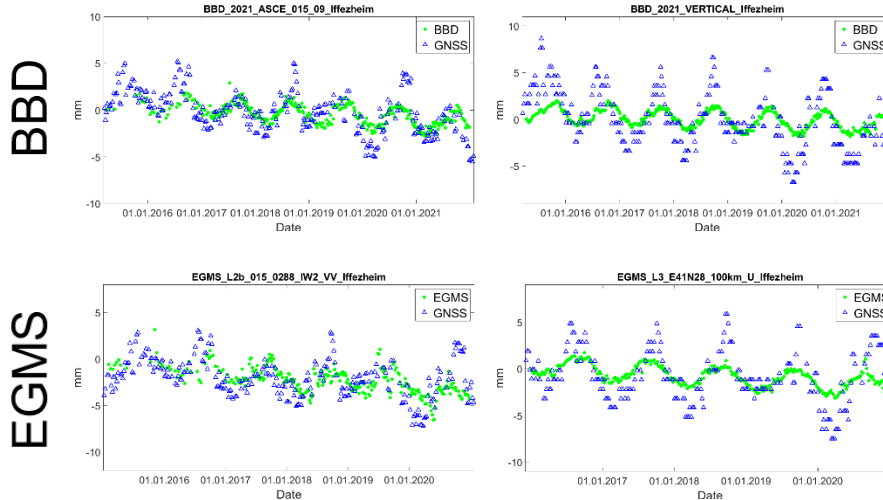 BBD
BBD_2021_ASCE_015_09_Iffezheim
BBD
GNSS
10
5
0
-5
-10
mm
01.01.2016 01.01.2017 01.01.2018 01.01.2019 01.01.2020 01.01.2021
Date
BBD_2021_VERTICAL_Iffezheim
BBD
GNSS
10
5
0
-5
mm
01.01.2016 01.01.2017 01.01.2018 01.01.2019 01.01.2020 01.01.2021
Date
EGMS
EGMS_L2b_015_0288_IW2_VV_Iffezheim
EGMS
GNSS
5
0
-5
-10
mm
01.01.2016 01.01.2017 01.01.2018 01.01.2019 01.01.2020
Date
EGMS_L3_E41N28_100km_U_Iffezheim
EGMS
GNSS
5
0
-5
-10
mm
01.01.2017 01.01.2018 01.01.2019 01.01.2020
Date